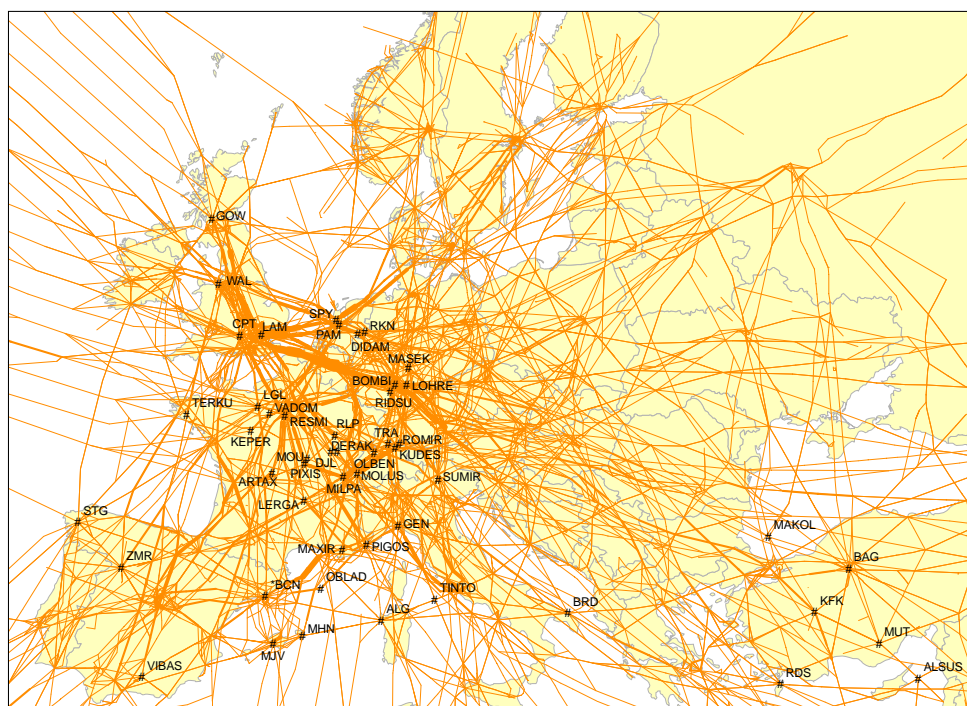 #GOW
# WAL
CPT
#
LAM
#
SPY
#
#
PAM
# # RKN
DIDAM
MASEK
#
#
BOMBI #
# LOHRE
#
RIDSU
# TERKU
LGL
#
# VADOM
#
RESMI
#
KEPER
RLP
#
TRA
# # ROMIR
#
KUDES
DERAK
# #
DJL
#
OLBEN
MOU #
#
PIXIS
#
ARTAX
#
MILPA
# MOLUS
# SUMIR
LERGA #
STG
#
# GEN
MAKOL
#
MAXIR #
# PIGOS
ZMR
#
BAG
#
*BCN
#
OBLAD
#
TINTO
#
ALG
#
BRD
#
KFK
#
# MHN
#
MJV
MUT
#
VIBAS
#
RDS
#
ALSUS
#